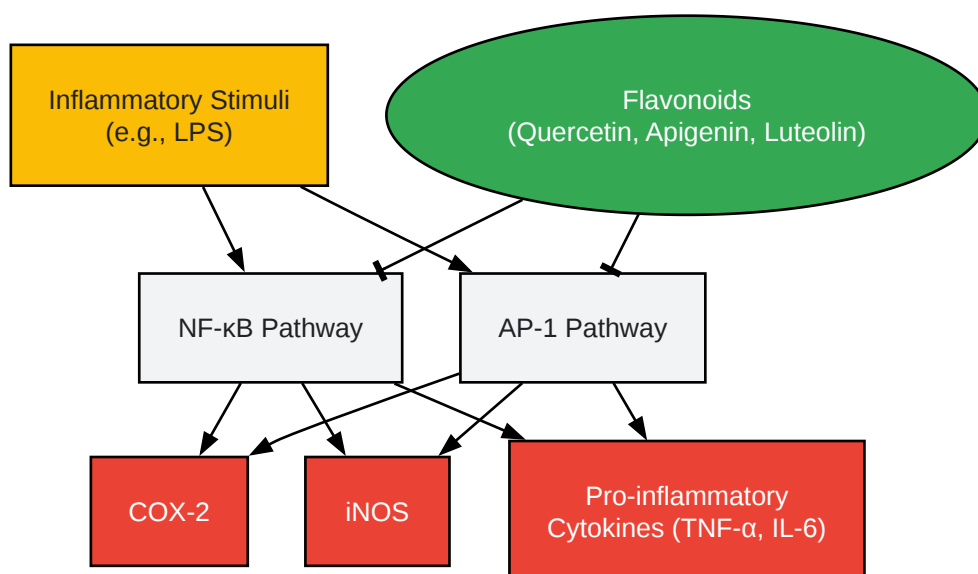 Inflammatory Stimuli
(e.g., LPS)
Flavonoids
(Quercetin, Apigenin, Luteolin)
NF-κB Pathway
AP-1 Pathway
COX-2
iNOS
Pro-inflammatory
Cytokines (TNF-α, IL-6)